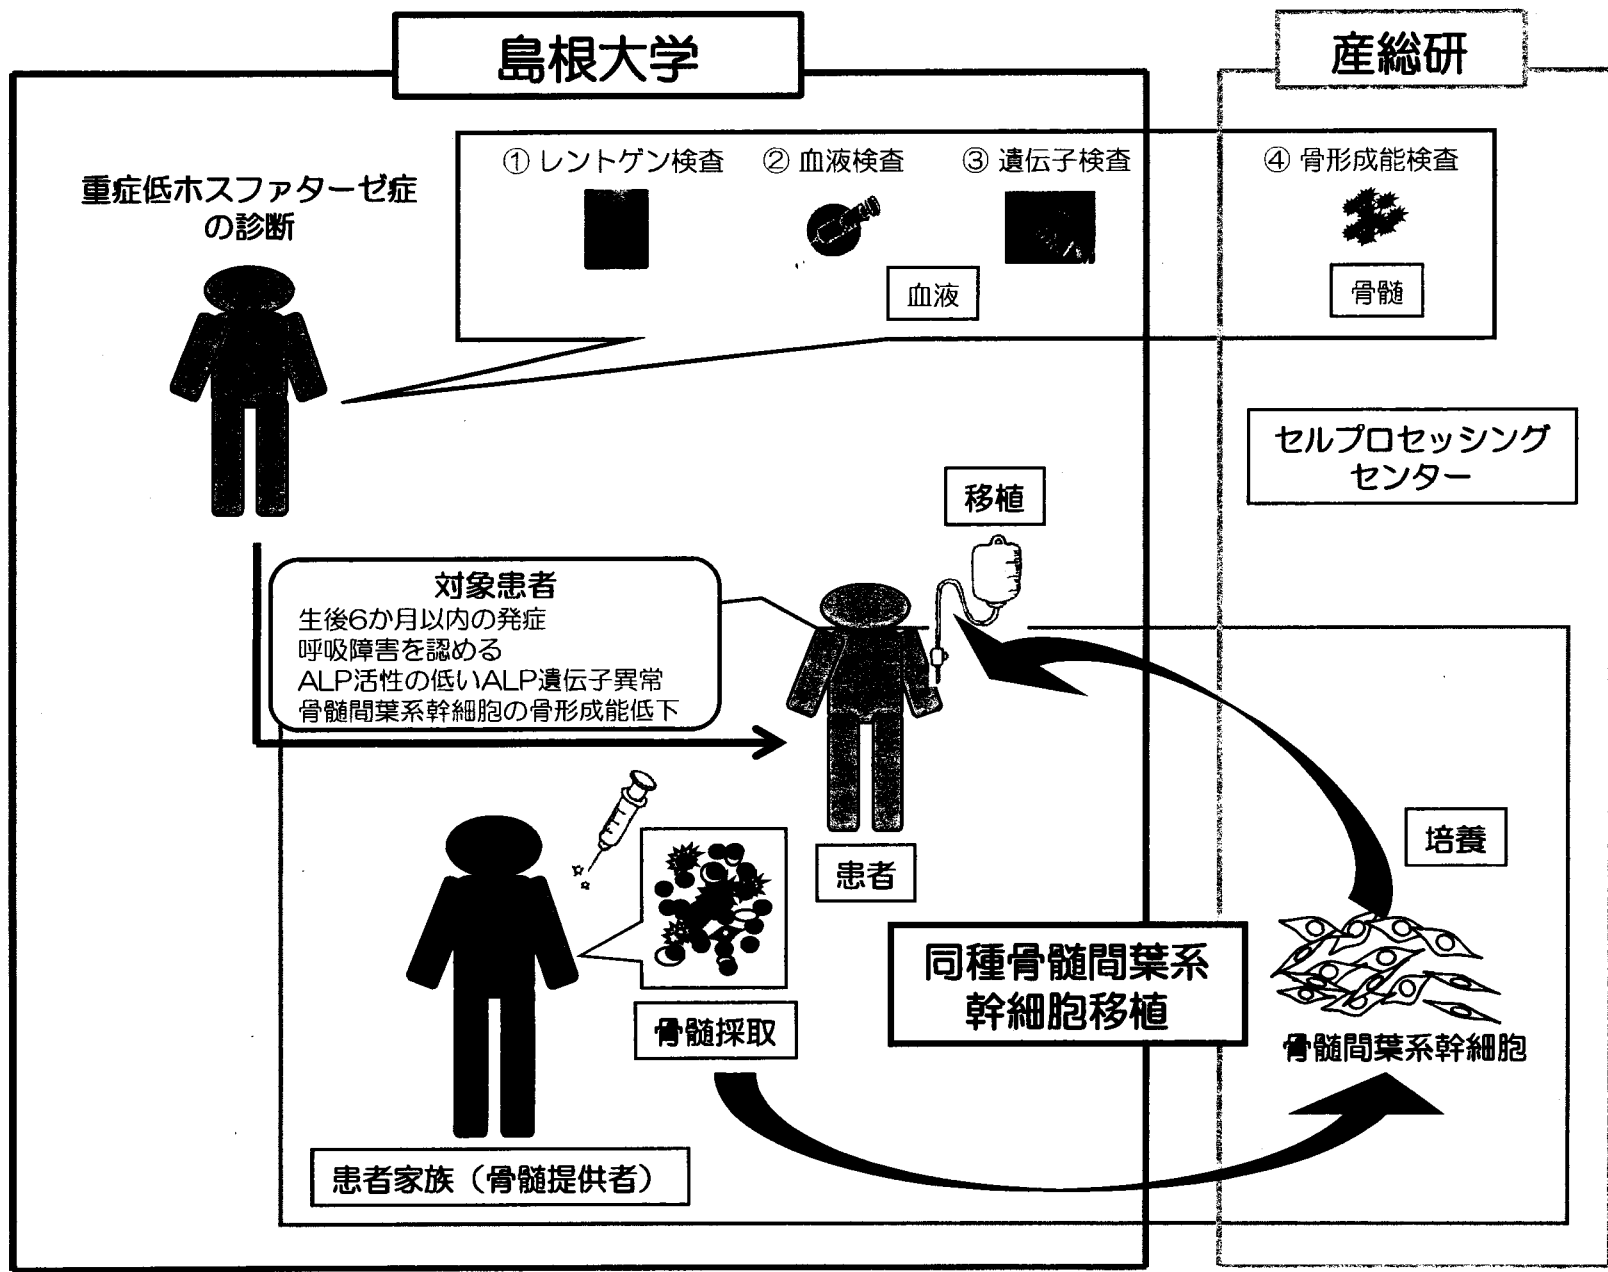 島根大学
産総研
① レントゲン検査
② 血液検査
③ 遺伝子検査
④ 骨形成能検査
血液
骨髄
重症低ホスファターゼ症
の診断
セルプロセッシング
センター
移植
対象患者
生後6か月以内の発症
呼吸障害を認める
ALP活性の低いALP遺伝子異常
骨髄間葉系幹細胞の骨形成能低下
患者
培養
同種骨髄間葉系
幹細胞移植
骨髄採取
骨髄間葉系幹細胞
患者家族（骨髄提供者）